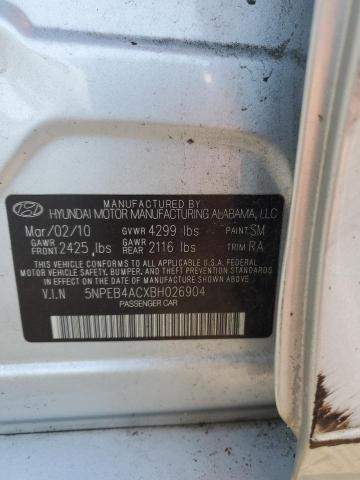 MANUFACTURED BY
HYUNDAI MOTOR MANUFACTURING ALABAMA, LLC
Mar/02/10 GVWR 4299 lbs PAINT SM
GAWR FRONT 2425 lbs GAWR REAR 2116 lbs TRIM RA
THIS VEHICLE CONFORMS TO ALL APPLICABLE U.S.A. FEDERAL
MOTOR VEHICLE SAFETY, BUMPER, AND THEFT PREVENTION STANDARDS
IN EFFECT ON THE DATE OF MANUFACTURE SHOWN ABOVE.
V.I.N 5NPEB4ACXBH026904
PASSENGER CAR